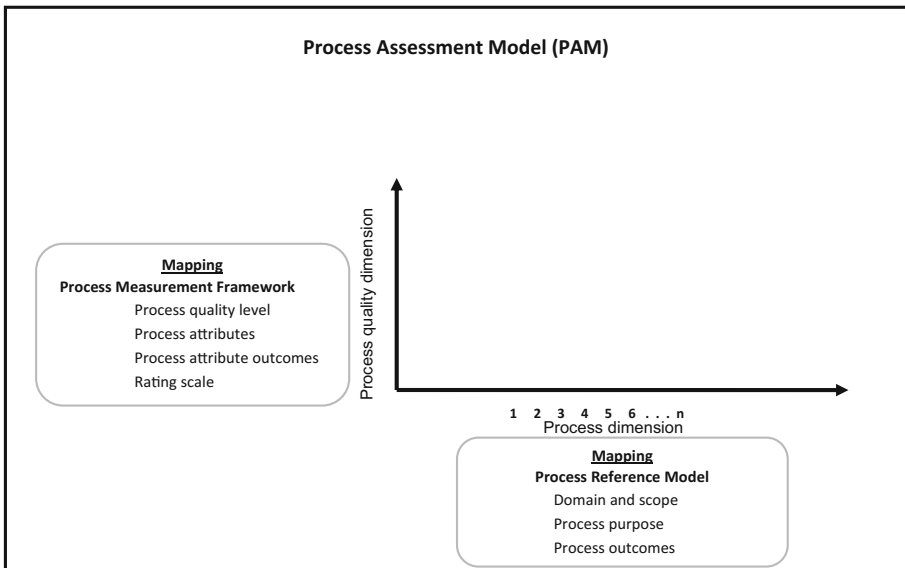 Process Assessment Model (PAM)
Process quality dimension
Mapping
Process Measurement Framework
Process quality level
Process attributes
Process attribute outcomes
Rating scale
1 2 3 4 5 6 . . . n
Process dimension
Mapping
Process Reference Model
Domain and scope
Process purpose
Process outcomes